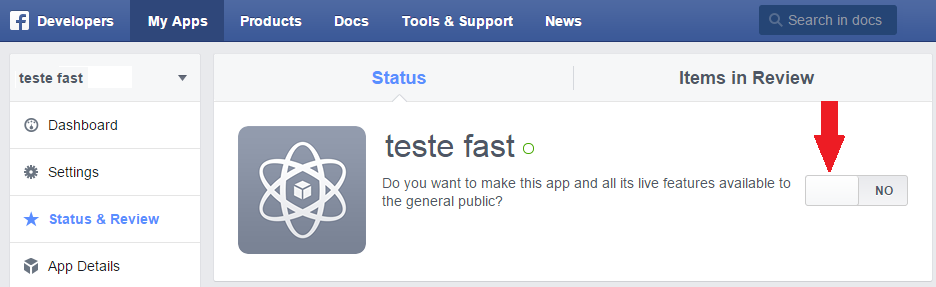 Developers My Apps Products Docs Tools & Support News Search in docs
teste fast
Dashboard
Settings
Status & Review
App Details
Status Items in Review
teste fast
Do you want to make this app and all its live features available to
the general public?
NO